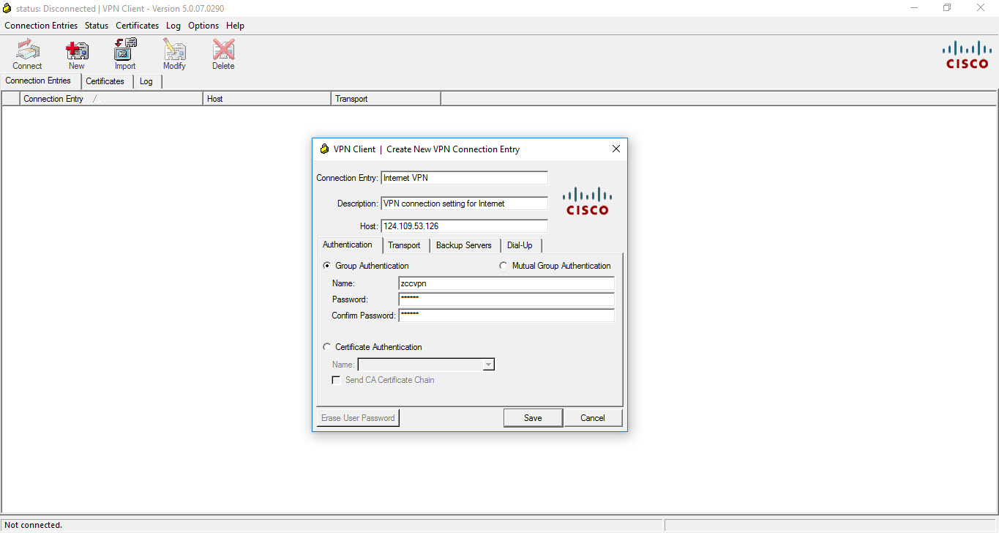 status: Disconnected | VPN Client - Version 5.0.07.0290
Connection Entries Status Certificates Log Options Help
Connect New Import Modify Delete
CISCO
Connection Entries Certificates Log
Connection Entry Host Transport
VPN Client | Create New VPN Connection Entry
Connection Entry: Internet VPN
Description: VPN connection setting for Internet
CISCO
Host: 124.109.53.126
Authentication Transport Backup Servers Dial-Up
Group Authentication Mutual Group Authentication
Name: zccvpn
Password: ******
Confirm Password: ******
Certificate Authentication
Name:
Send CA Certificate Chain
Erase User Password Save Cancel
Not connected.